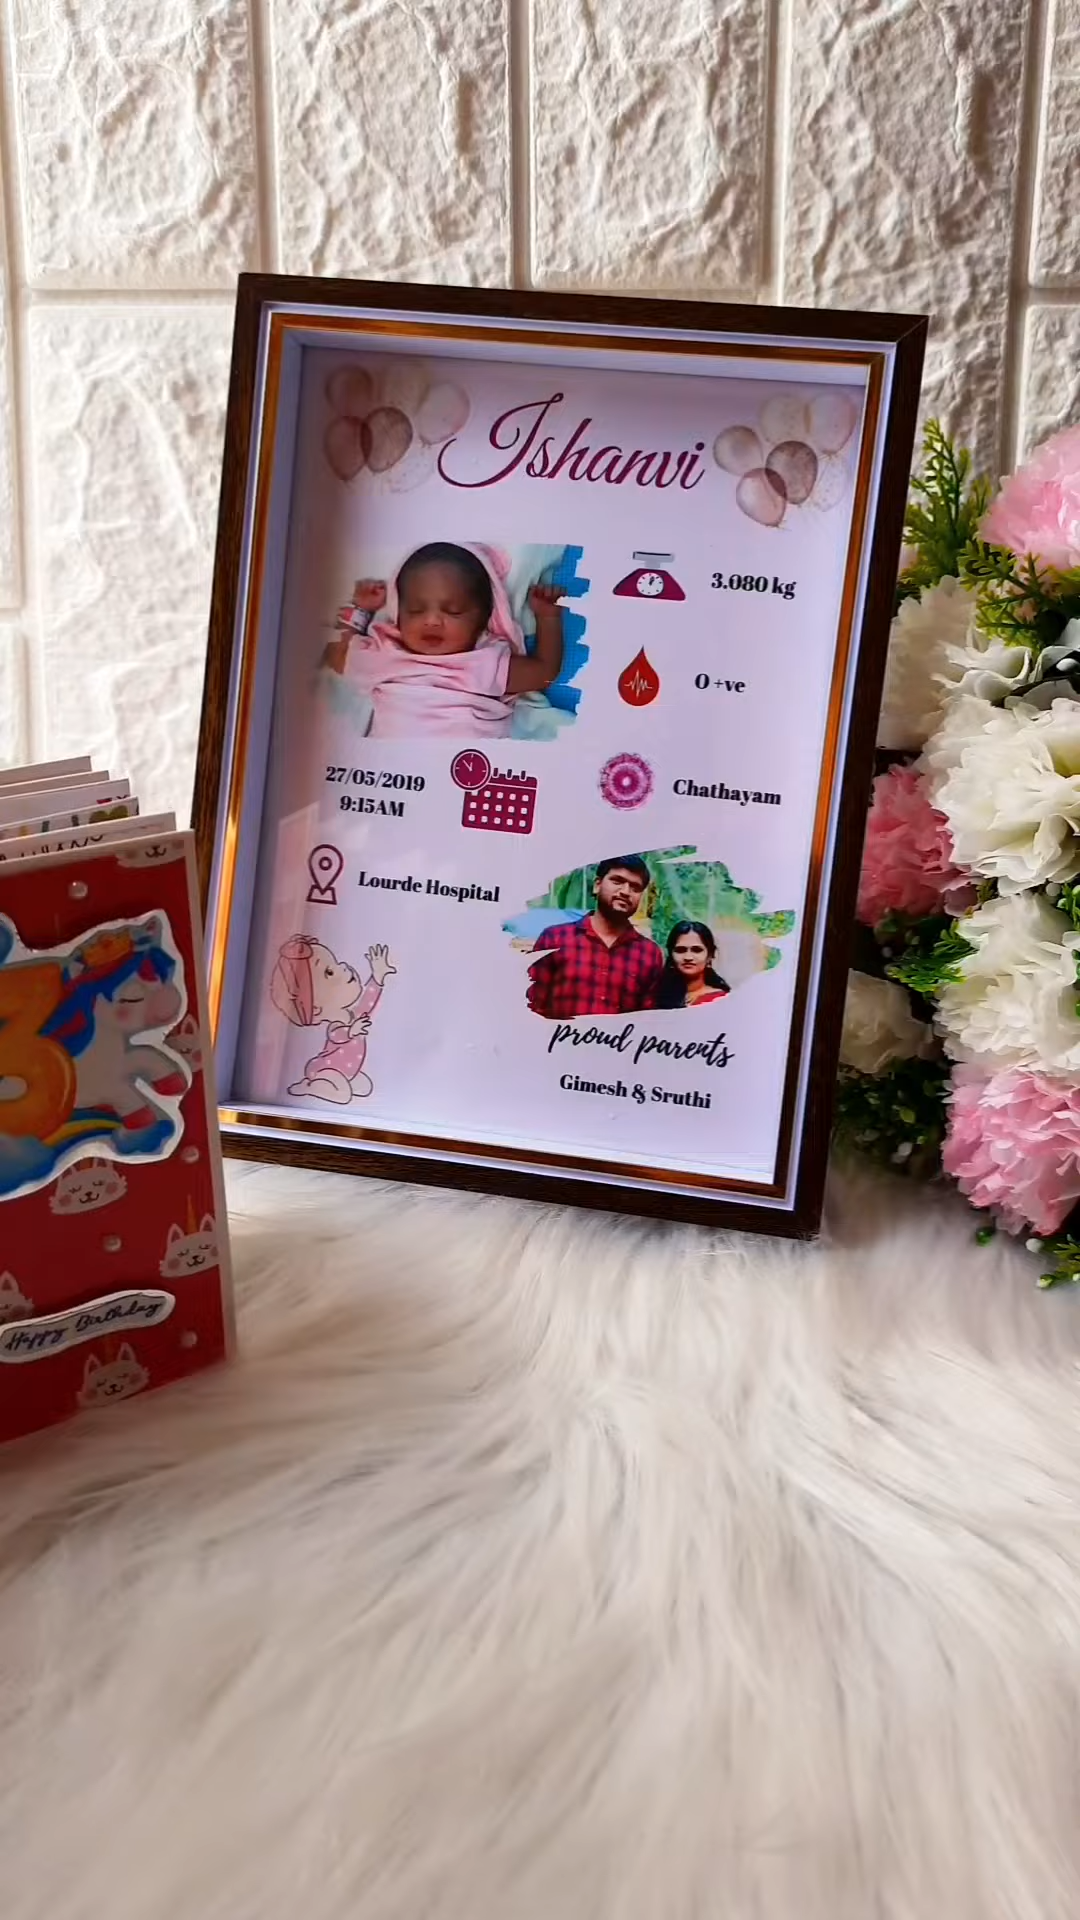 Ishanvi
3.080 kg
O +ve
27/05/2019
9:15AM
Chathayam
Lourde Hospital
proud parents
Gimesh & Sruthi
3
Happy Birthday